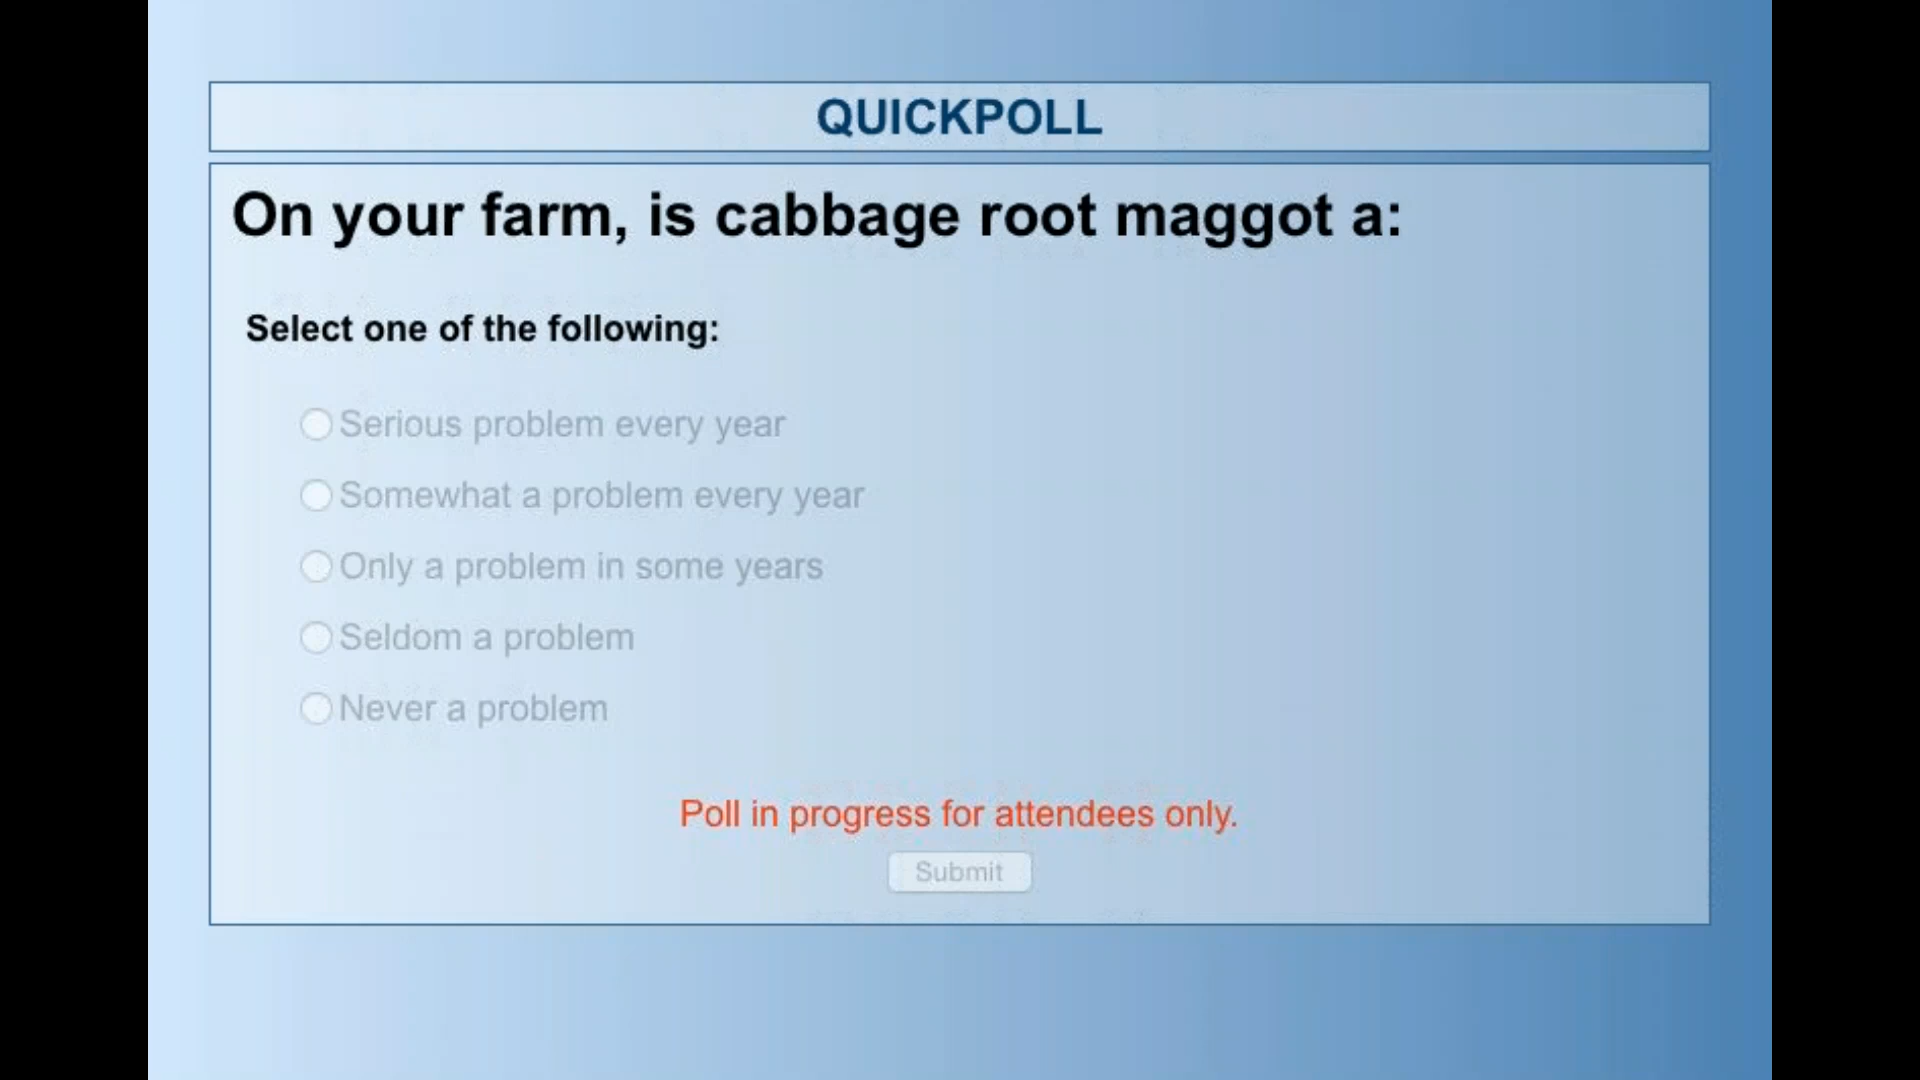 QUICKPOLL
On your farm, is cabbage root maggot a:
Select one of the following:
Serious problem every year
Somewhat a problem every year
Only a problem in some years
Seldom a problem
Never a problem
Poll in progress for attendees only.
Submit